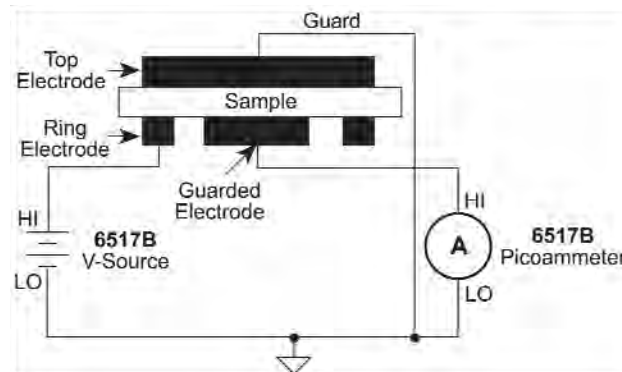 Guard
Top
Electrode
Sample
Ring
Electrode
Guarded
Electrode
HI
6517B
V-Source
LO
HI
A
6517B
Picoammeter
LO